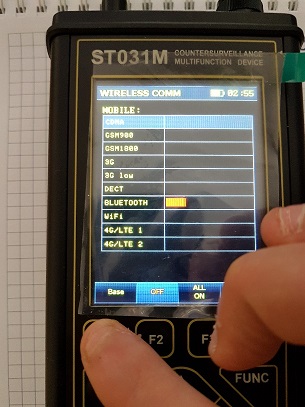 ST031M COUNTERSURVEILLANCE
MULTIFUNCTION DEVICE
WIRELESS COMM 02:55
MOBILE:
CDMA
GSM900
GSM1800
3G
3G low
DECT
BLUETOOTH
WiFi
4G/LTE 1
4G/LTE 2
Base OFF ALL ON
F2 F
FUNC